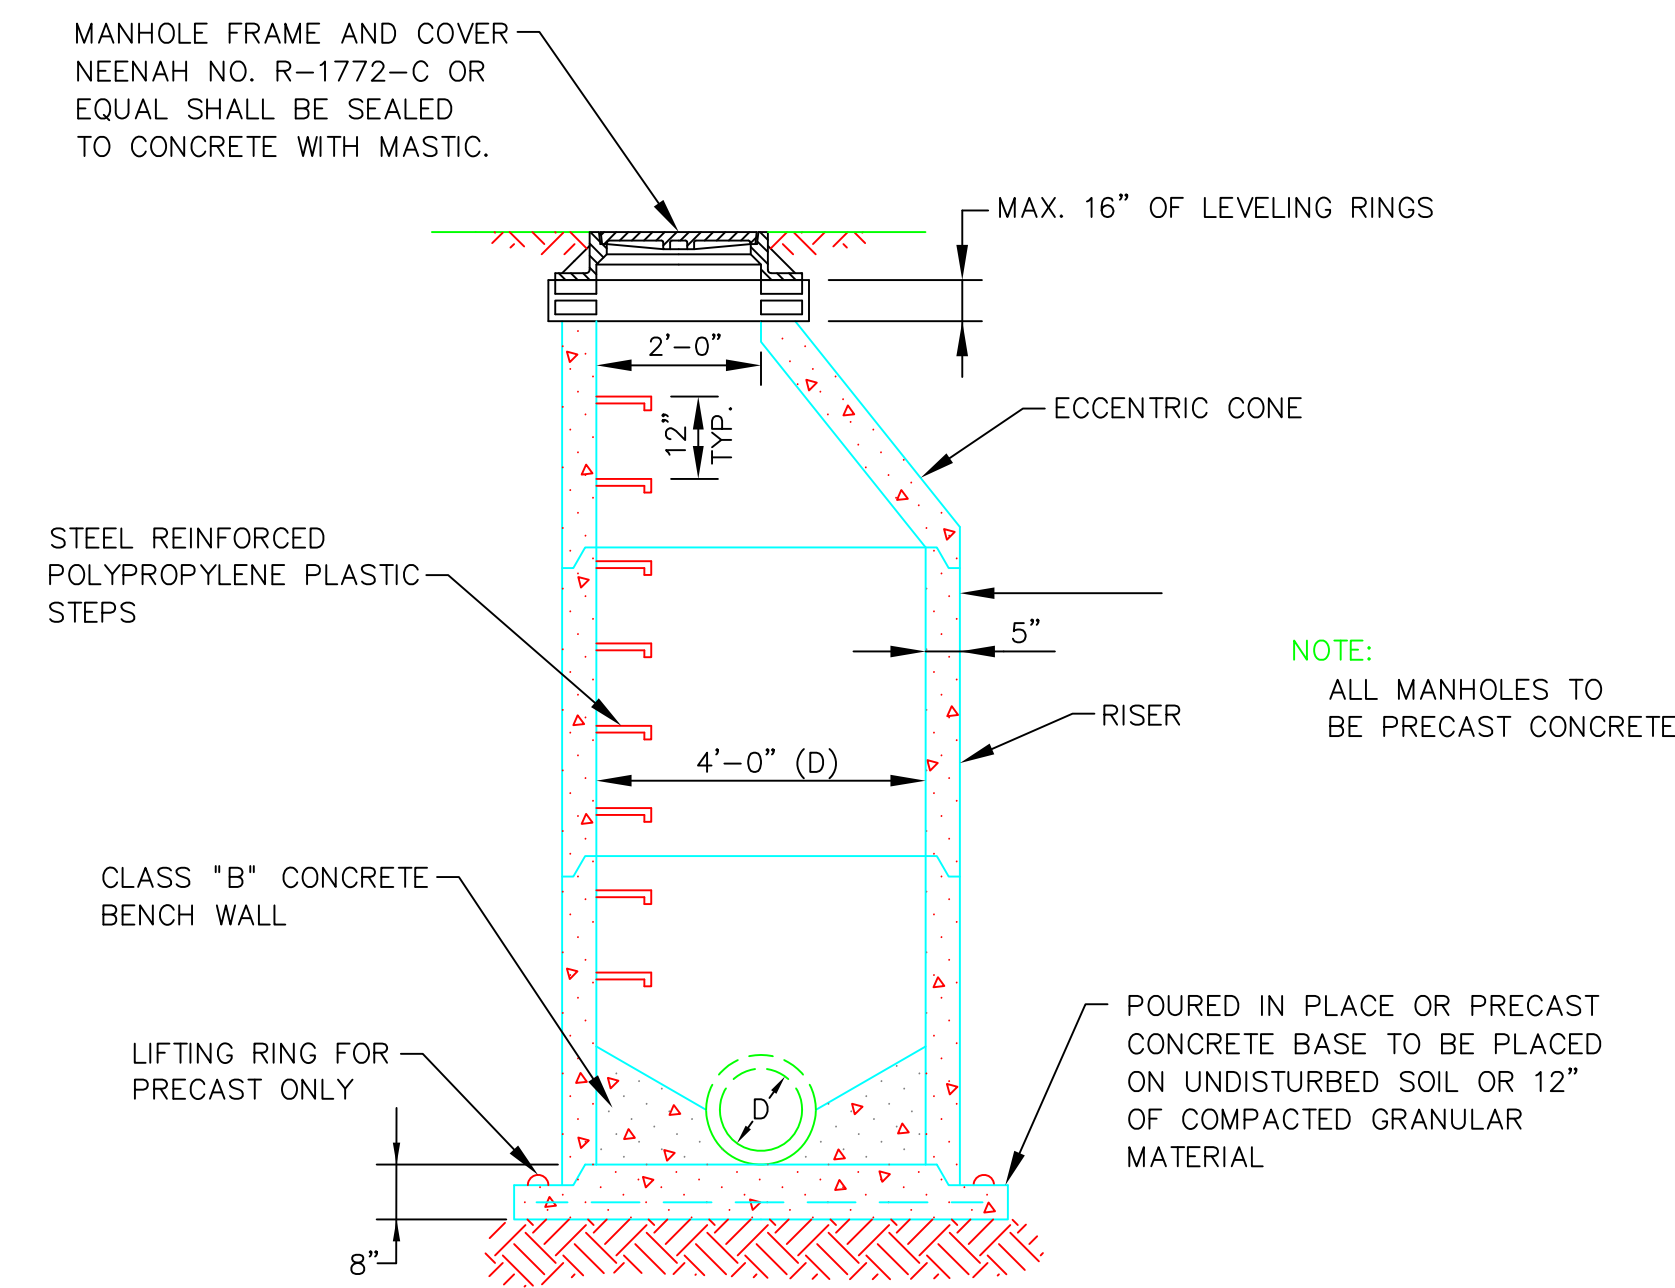 MANHOLE FRAME AND COVER
NEENAH NO. R-1772-C OR
EQUAL SHALL BE SEALED
TO CONCRETE WITH MASTIC.
MAX. 16" OF LEVELING RINGS
2'-0"
12"
TYP.
ECCENTRIC CONE
STEEL REINFORCED
POLYPROPYLENE PLASTIC
STEPS
5"
NOTE:
ALL MANHOLES TO
BE PRECAST CONCRETE
RISER
4'-0" (D)
CLASS "B" CONCRETE
BENCH WALL
LIFTING RING FOR
PRECAST ONLY
D
POURED IN PLACE OR PRECAST
CONCRETE BASE TO BE PLACED
ON UNDISTURBED SOIL OR 12"
OF COMPACTED GRANULAR
MATERIAL
8"